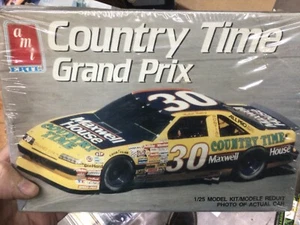 amt
ERTL
Country Time
Grand Prix
30
Maxwell
House
30
COUNTRY TIME
Maxwell
House
1/25 MODEL KIT/MODELE REDUIT
PHOTO OF ACTUAL CAR